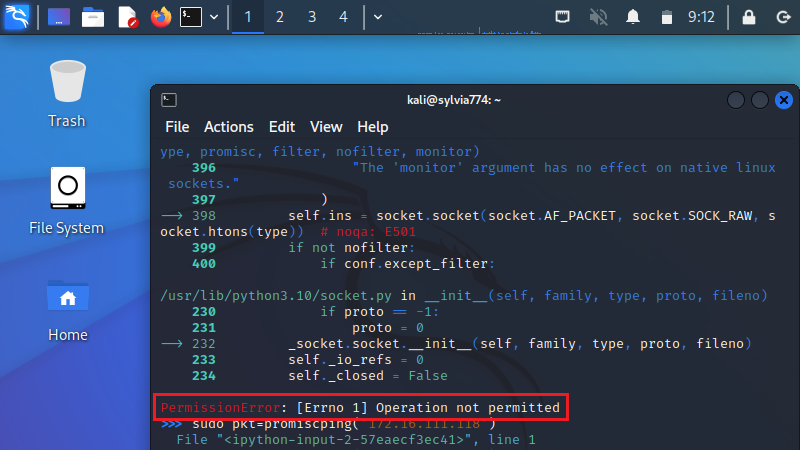 1 2 3 4 9:12
Trash
File System
Home
kali@sylvia774: ~
File Actions Edit View Help
ype, promisc, filter, nofilter, monitor)
396 "The 'monitor' argument has no effect on native linux
sockets."
397 )
—> 398 self.ins = socket.socket(socket.AF_PACKET, socket.SOCK_RAW, s
ocket.htons(type)) # noqa: E501
399 if not nofilter:
400 if conf.except_filter:
/usr/lib/python3.10/socket.py in __init__(self, family, type, proto, fileno)
230 if proto == -1:
231 proto = 0
—> 232 _socket.socket.__init__(self, family, type, proto, fileno)
233 self._io_refs = 0
234 self._closed = False
PermissionError: [Errno 1] Operation not permitted
>>> sudo pkt=promiscping("172.16.111.118")
File "<ipython-input-2-57eaecf3ec41>", line 1